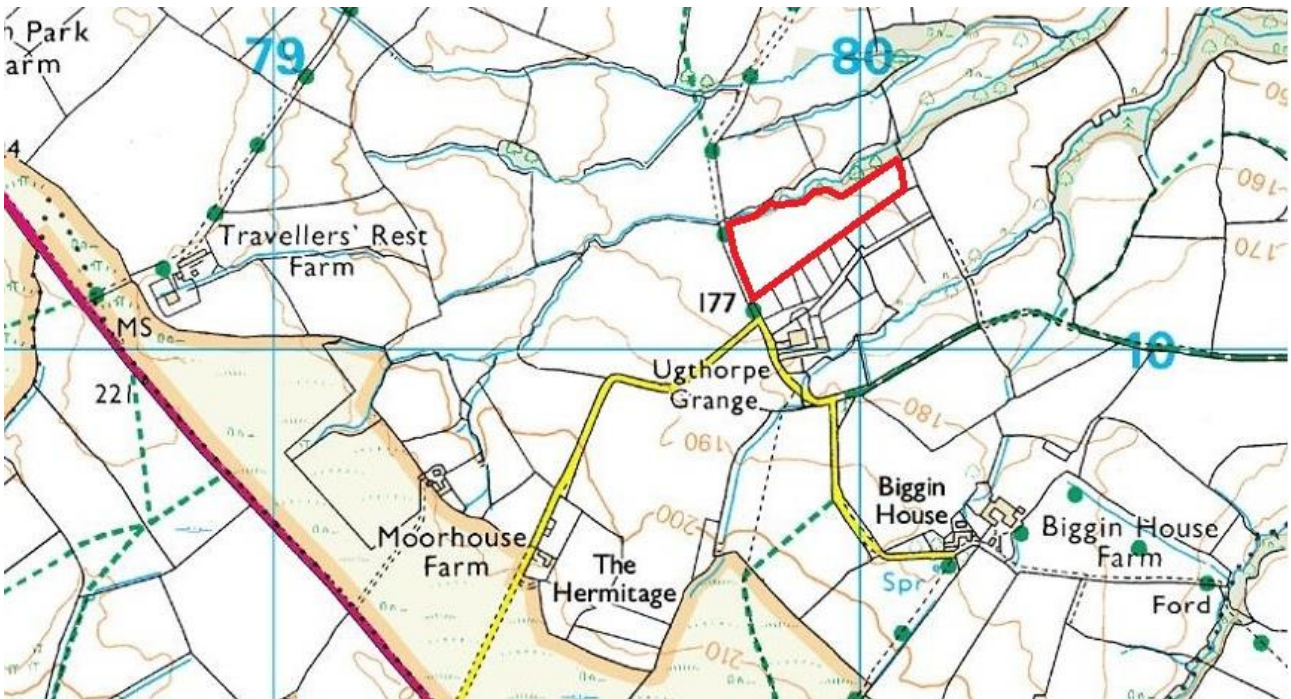 n Park
arm
79
80
4
Travellers' Rest
Farm
MS
221
177
Ugthorpe
Grange
10
160
170
180
190
200
210
Biggin
House
Biggin House
Farm
Moorhouse
Farm
The
Hermitage
Spr
Ford